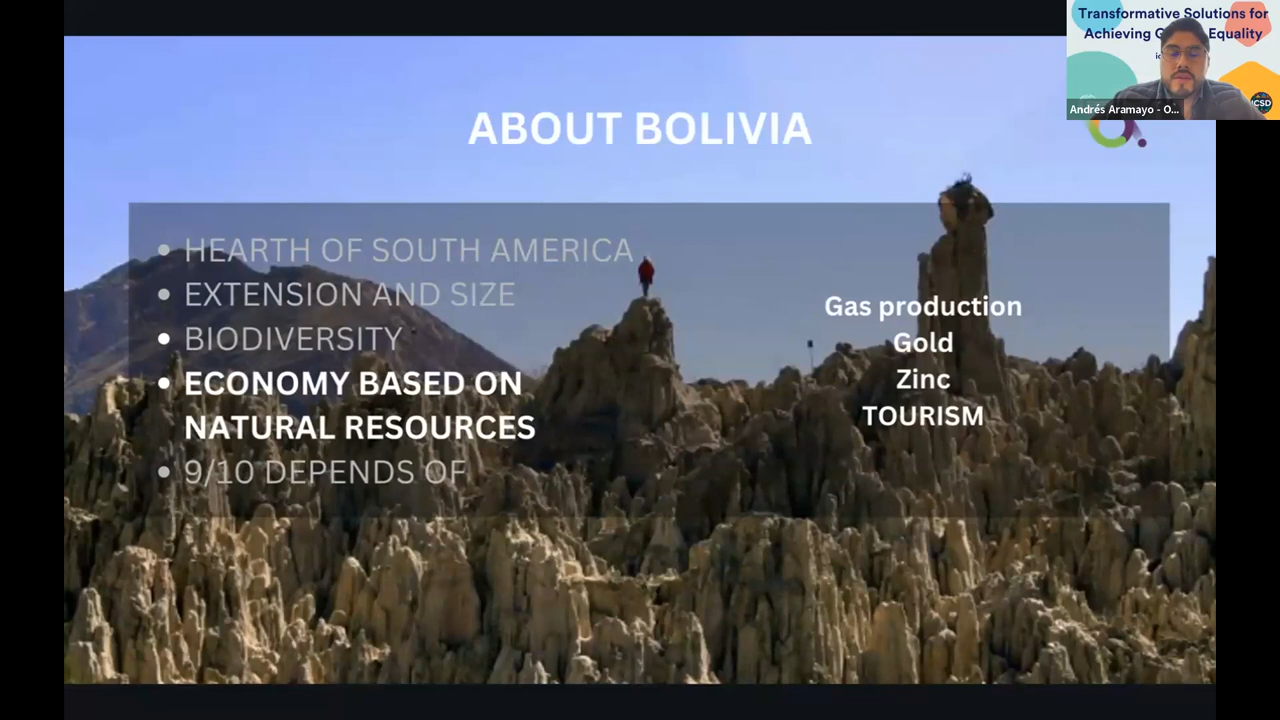 Transformative Solutions for
Achieving G Equality
Andrés Aramayo - O...
ICSD
ABOUT BOLIVIA
HEARTH OF SOUTH AMERICA
EXTENSION AND SIZE
BIODIVERSITY
ECONOMY BASED ON
NATURAL RESOURCES
9/10 DEPENDS OF
Gas production
Gold
Zinc
TOURISM